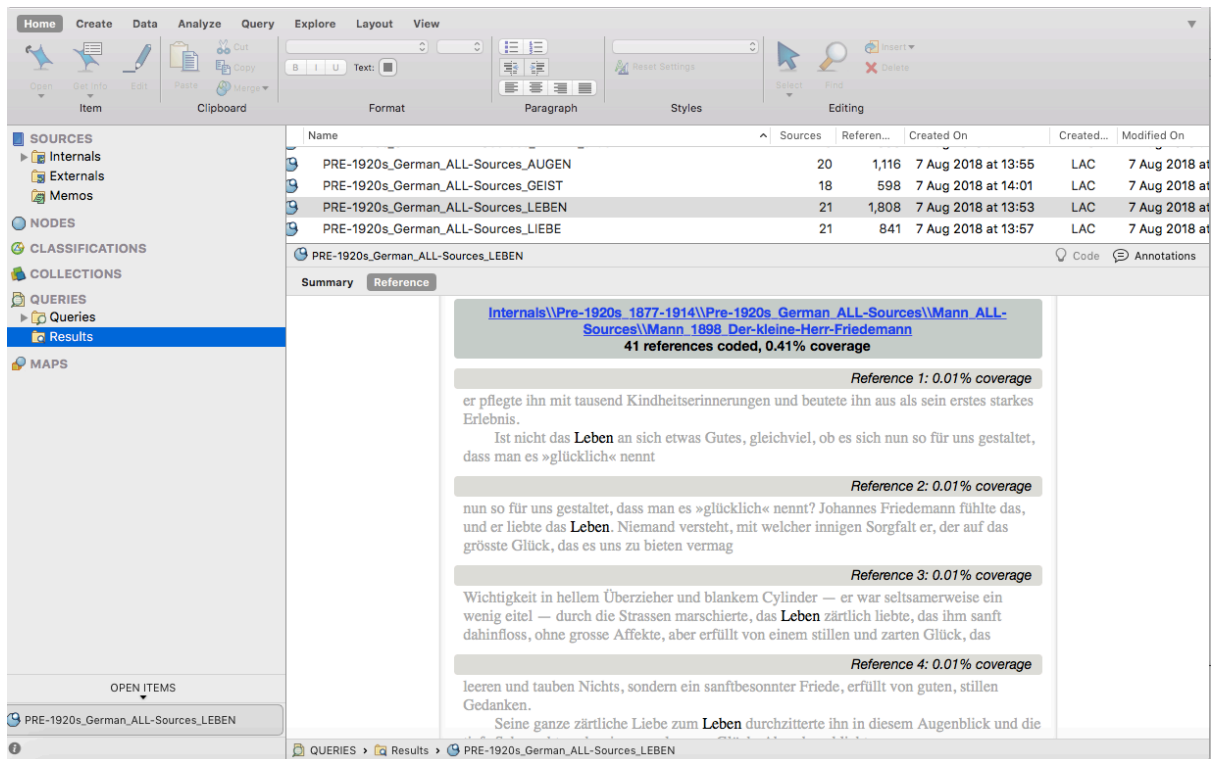 Home Create Data Analyze Query Explore Layout View
Open Get Info Edit Paste Cut
Copy
Merge
B I U Text:
Reset Settings
Select Find Insert
Delete
Item Clipboard Format Paragraph Styles Editing
SOURCES
Internals
Externals
Memos
NODES
CLASSIFICATIONS
COLLECTIONS
QUERIES
Queries
Results
MAPS
OPEN ITEMS
PRE-1920s_German_ALL-Sources_LEBEN
Name Sources Referen... Created On Created... Modified On
PRE-1920s_German_ALL-Sources_AUGEN 20 1,116 7 Aug 2018 at 13:55 LAC 7 Aug 2018 at
PRE-1920s_German_ALL-Sources_GEIST 18 598 7 Aug 2018 at 14:01 LAC 7 Aug 2018 at
PRE-1920s_German_ALL-Sources_LEBEN 21 1,808 7 Aug 2018 at 13:53 LAC 7 Aug 2018 at
PRE-1920s_German_ALL-Sources_LIEBE 21 841 7 Aug 2018 at 13:57 LAC 7 Aug 2018 at
PRE-1920s_German_ALL-Sources_LEBEN Code Annotations
Summary Reference
Internals\\Pre-1920s_1877-1914\\Pre-1920s_German_ALL-Sources\\Mann_ALL-
Sources\\Mann_1898_Der-kleine-Herr-Friedemann
41 references coded, 0.41% coverage
Reference 1: 0.01% coverage
er pflegte ihn mit tausend Kindheitserinnerungen und beutete ihn aus als sein erstes starkes
Erlebnis.
Ist nicht das Leben an sich etwas Gutes, gleichviel, ob es sich nun so für uns gestaltet,
dass man es »glücklich« nennt
Reference 2: 0.01% coverage
nun so für uns gestaltet, dass man es »glücklich« nennt? Johannes Friedemann fühlte das,
und er liebte das Leben. Niemand versteht, mit welcher innigen Sorgfalt er, der auf das
grösste Glück, das es uns zu bieten vermag
Reference 3: 0.01% coverage
Wichtigkeit in hellem Überzieher und blankem Cylinder — er war seltsamerweise ein
wenig eitel — durch die Strassen marschierte, das Leben zärtlich liebte, das ihm sanft
dahinfloss, ohne grosse Affekte, aber erfüllt von einem stillen und zarten Glück, das
Reference 4: 0.01% coverage
leeren und tauben Nichts, sondern ein sanftbesonnter Friede, erfüllt von guten, stillen
Gedanken.
Seine ganze zärtliche Liebe zum Leben durchzitterte ihn in diesem Augenblick und die
QUERIES › Results › PRE-1920s_German_ALL-Sources_LEBEN